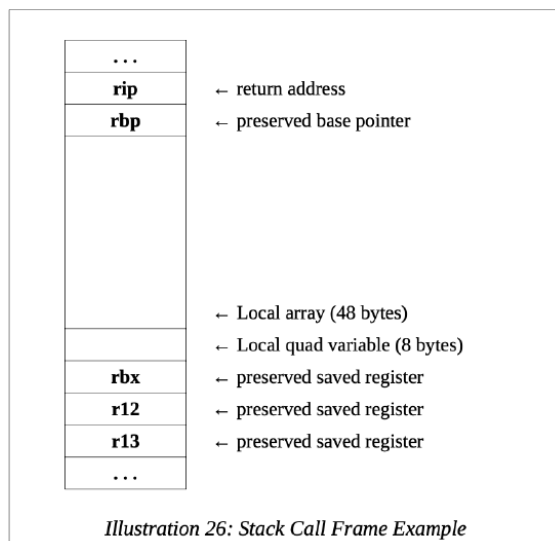 . . .
rip ← return address
rbp ← preserved base pointer
← Local array (48 bytes)
← Local quad variable (8 bytes)
rbx ← preserved saved register
r12 ← preserved saved register
r13 ← preserved saved register
. . .
Illustration 26: Stack Call Frame Example